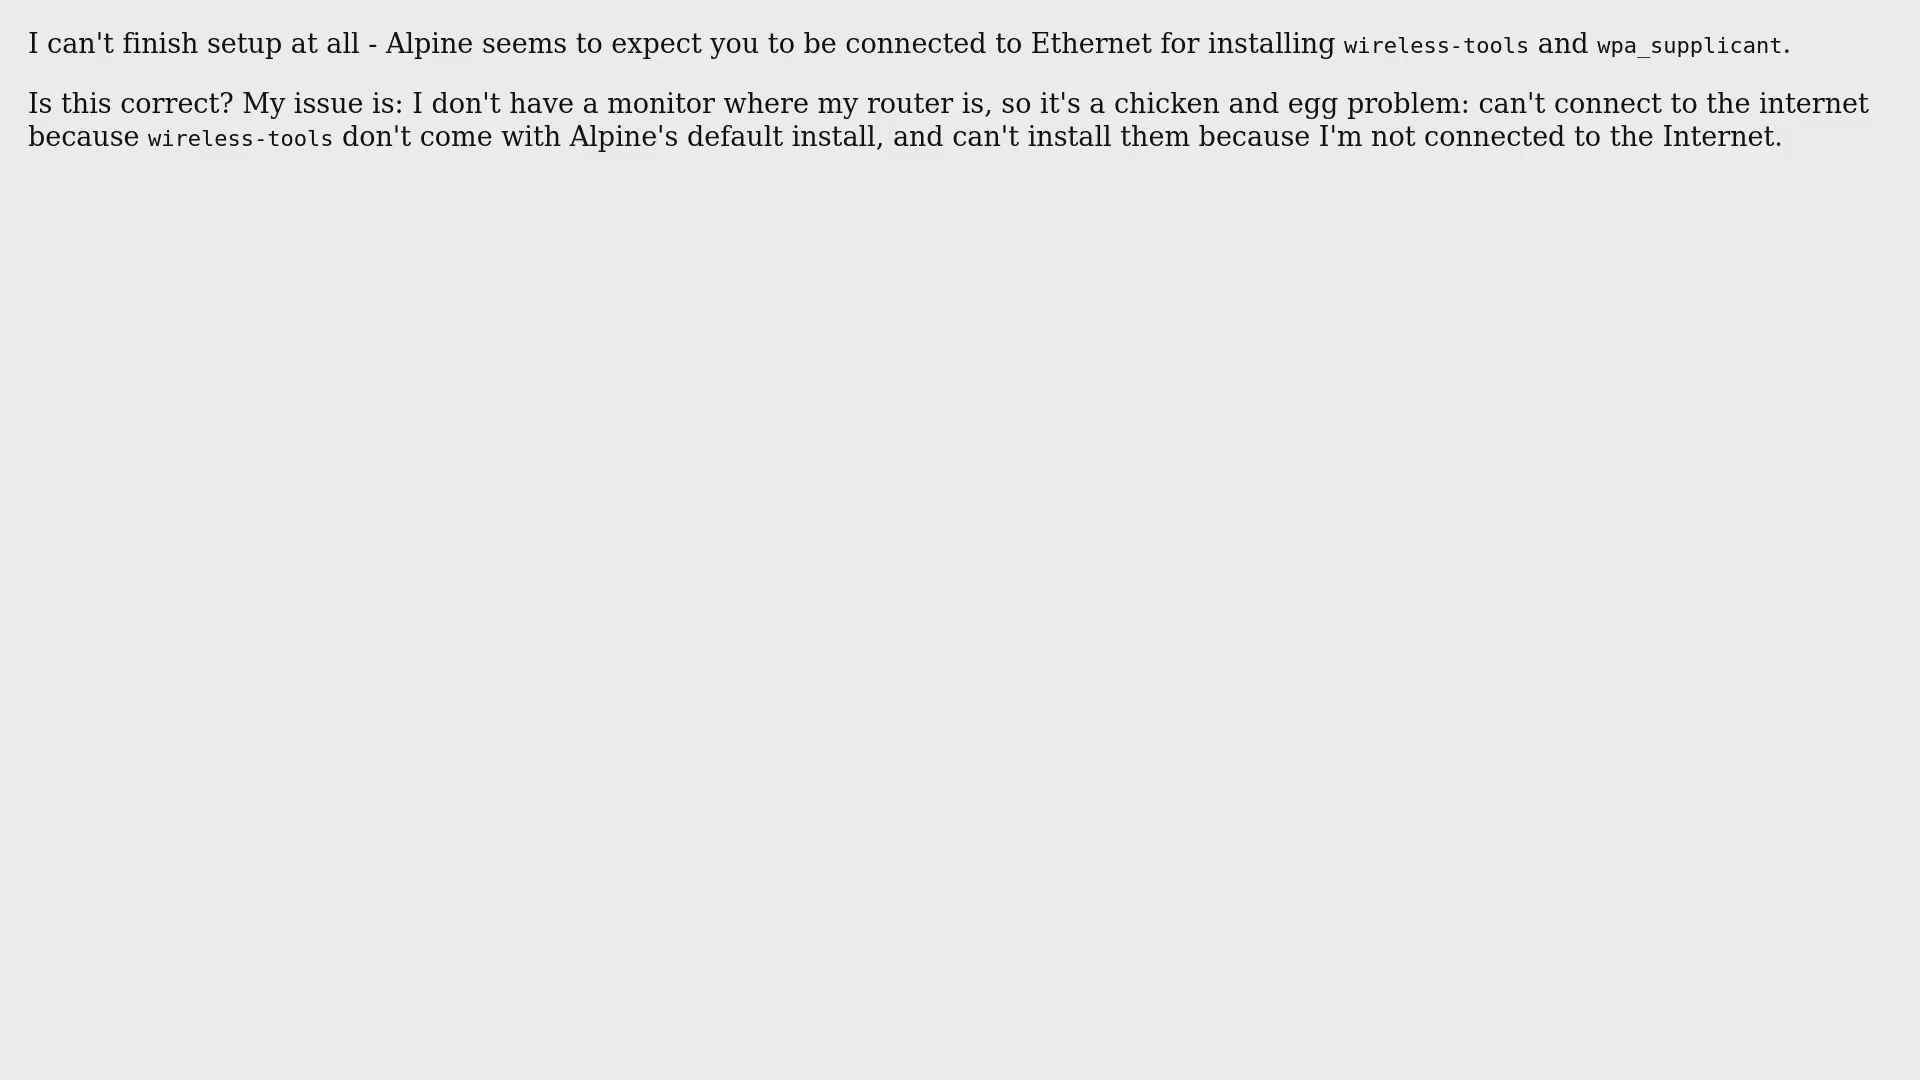 I can't finish setup at all - Alpine seems to expect you to be connected to Ethernet for installing wireless-tools and wpa_supplicant.
Is this correct? My issue is: I don't have a monitor where my router is, so it's a chicken and egg problem: can't connect to the internet
because wireless-tools don't come with Alpine's default install, and can't install them because I'm not connected to the Internet.